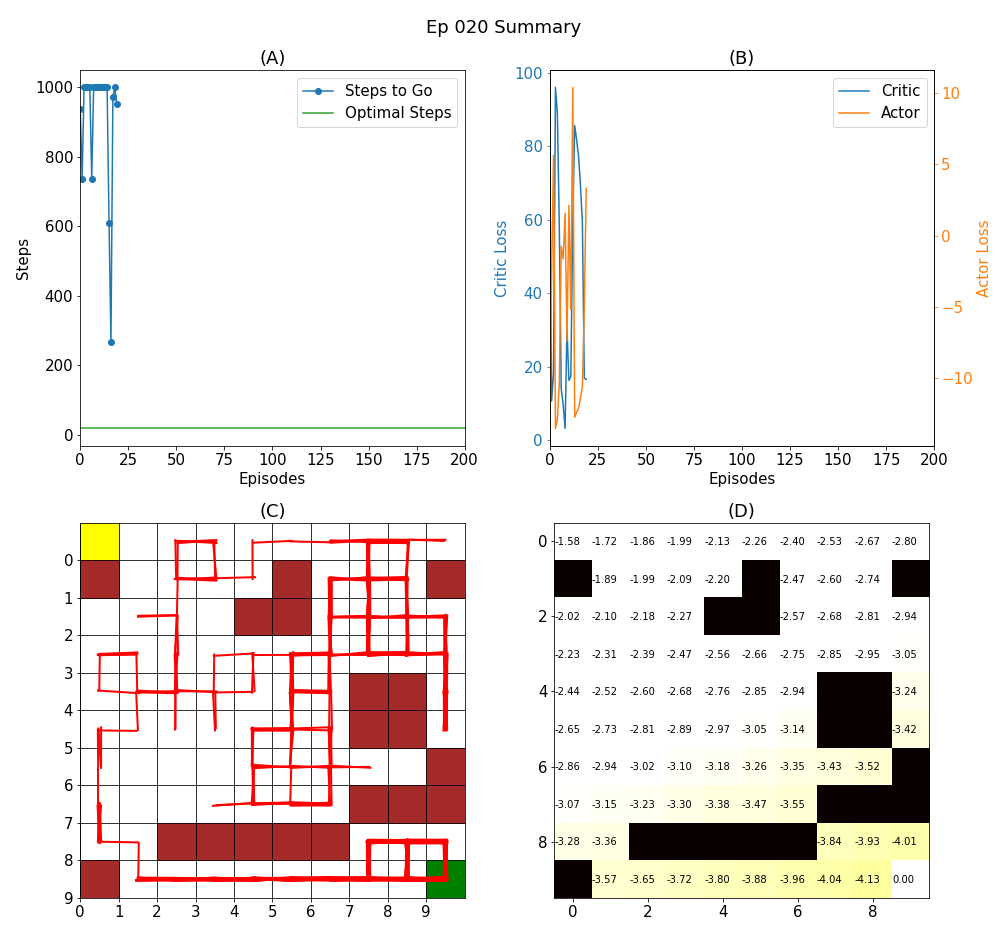 Ep 020 Summary
(A)
(B)
1000
800
600
400
200
0
Steps
Steps to Go
Optimal Steps
0 25 50 75 100 125 150 175 200
Episodes
100
80
60
40
20
0
Critic Loss
Critic
Actor
10
5
0
−5
−10
Actor Loss
0 25 50 75 100 125 150 175 200
Episodes
(C)
0
1
2
3
4
5
6
7
8
9
0 1 2 3 4 5 6 7 8 9
(D)
0 -1.58 -1.72 -1.86 -1.99 -2.13 -2.26 -2.40 -2.53 -2.67 -2.80
-1.89 -1.99 -2.09 -2.20 -2.47 -2.60 -2.74
2 -2.02 -2.10 -2.18 -2.27 -2.57 -2.68 -2.81 -2.94
-2.23 -2.31 -2.39 -2.47 -2.56 -2.66 -2.75 -2.85 -2.95 -3.05
4 -2.44 -2.52 -2.60 -2.68 -2.76 -2.85 -2.94 -3.24
-2.65 -2.73 -2.81 -2.89 -2.97 -3.05 -3.14 -3.42
6 -2.86 -2.94 -3.02 -3.10 -3.18 -3.26 -3.35 -3.43 -3.52
-3.07 -3.15 -3.23 -3.30 -3.38 -3.47 -3.55
8 -3.28 -3.36 -3.84 -3.93 -4.01
-3.57 -3.65 -3.72 -3.80 -3.88 -3.96 -4.04 -4.13 0.00
0 2 4 6 8